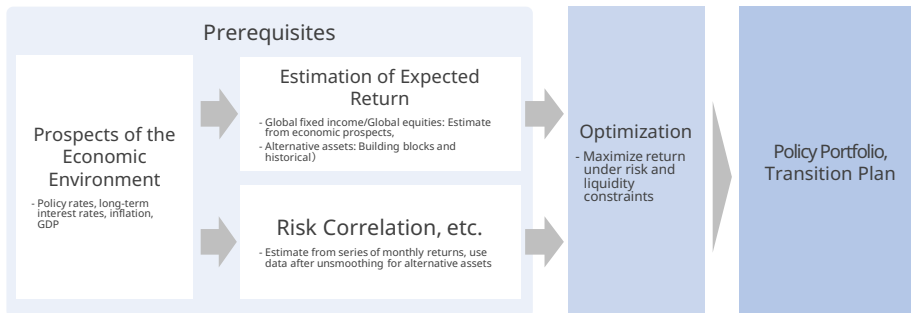 Prerequisites
Prospects of the
Economic
Environment
- Policy rates, long-term
interest rates, inflation,
GDP
Estimation of Expected
Return
- Global fixed income/Global equities: Estimate
from economic prospects,
- Alternative assets: Building blocks and
historical）
Risk Correlation, etc.
- Estimate from series of monthly returns, use
data after unsmoothing for alternative assets
Optimization
- Maximize return
under risk and
liquidity
constraints
Policy Portfolio,
Transition Plan